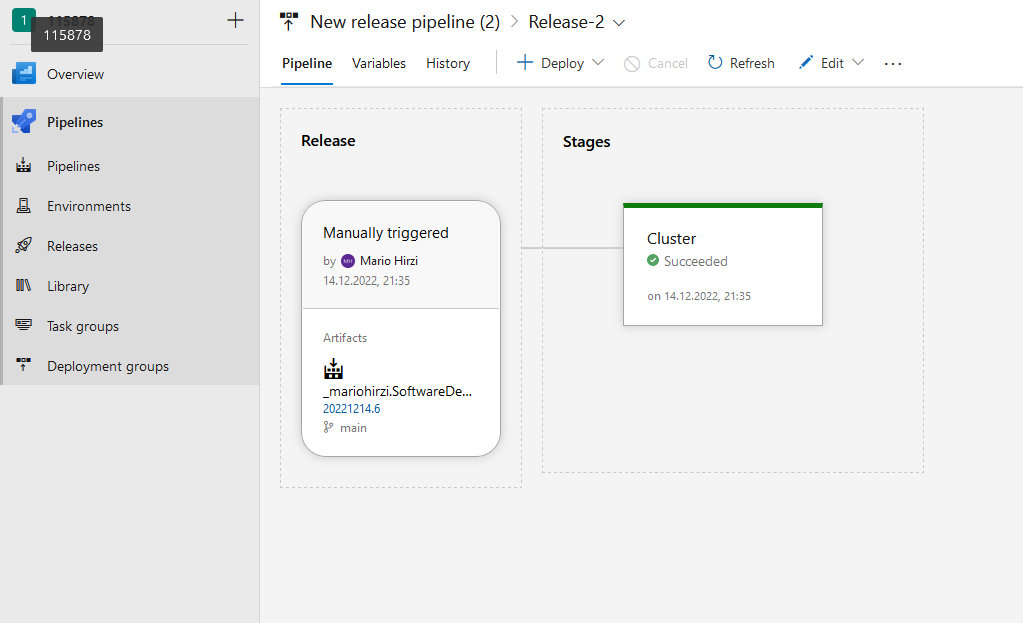 1
115878
115878
Overview
Pipelines
Pipelines
Environments
Releases
Library
Task groups
Deployment groups
New release pipeline (2) > Release-2
Pipeline Variables History Deploy Cancel Refresh Edit ...
Release
Manually triggered
by MH Mario Hirzi
14.12.2022, 21:35
Artifacts
_mariohirzi.SoftwareDe...
20221214.6
main
Stages
Cluster
Succeeded
on 14.12.2022, 21:35